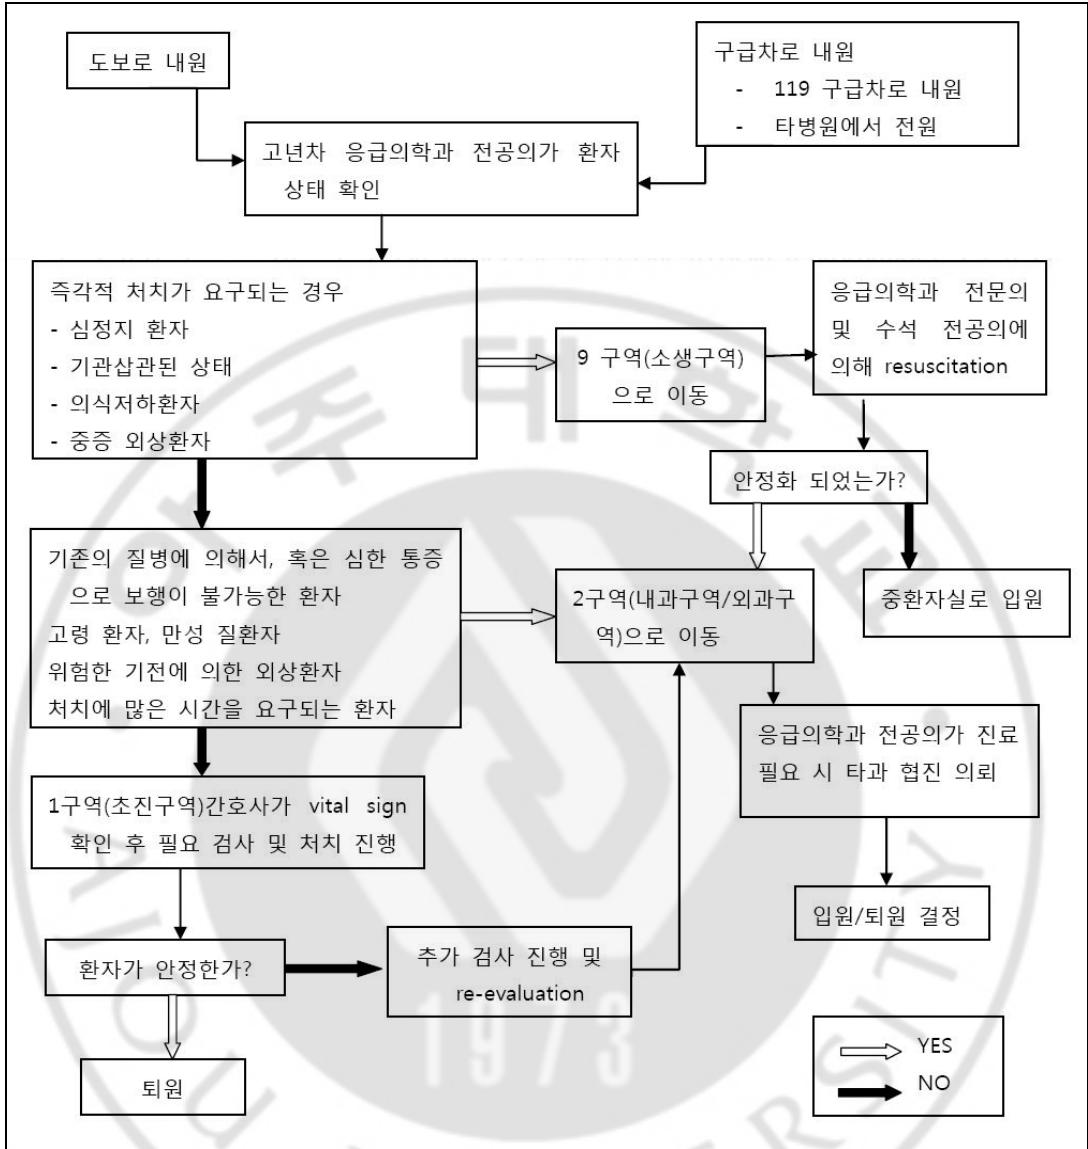 도보로 내원
구급차로 내원
- 119 구급차로 내원
- 타병원에서 전원
고년차 응급의학과 전공의가 환자
상태 확인
즉각적 처치가 요구되는 경우
- 심정지 환자
- 기관삽관된 상태
- 의식저하환자
- 중증 외상환자
9 구역(소생구역)
으로 이동
응급의학과 전문의
및 수석 전공의에
의해 resuscitation
안정화 되었는가?
기존의 질병에 의해서, 혹은 심한 통증
으로 보행이 불가능한 환자
고령 환자, 만성 질환자
위험한 기전에 의한 외상환자
처치에 많은 시간을 요구되는 환자
2구역(내과구역/외과구
역)으로 이동
중환자실로 입원
응급의학과 전공의가 진료
필요 시 타과 협진 의뢰
1구역(초진구역)간호사가 vital sign
확인 후 필요 검사 및 처치 진행
입원/퇴원 결정
환자가 안정한가?
추가 검사 진행 및
re-evaluation
퇴원
YES
NO
아주대학교
AJOU UNIVERSITY
1973